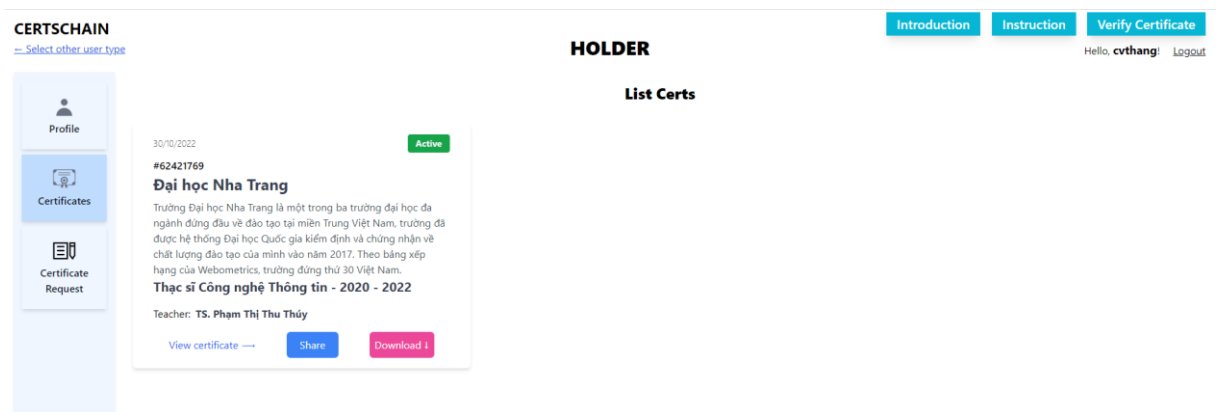 CERTSCHAIN
← Select other user type
HOLDER
Introduction
Instruction
Verify Certificate
Hello, cvthang! Logout
Profile
Certificates
Certificate
Request
List Certs
30/10/2022
Active
#62421769
Đại học Nha Trang
Trường Đại học Nha Trang là một trong ba trường đại học đa
ngành đứng đầu về đào tạo tại miền Trung Việt Nam, trường đã
được hệ thống Đại học Quốc gia kiểm định và chứng nhận về
chất lượng đào tạo của mình vào năm 2017. Theo bảng xếp
hạng của Webometrics, trường đứng thứ 30 Việt Nam.
Thạc sĩ Công nghệ Thông tin - 2020 - 2022
Teacher: TS. Phạm Thị Thu Thúy
View certificate ⟶
Share
Download ↓